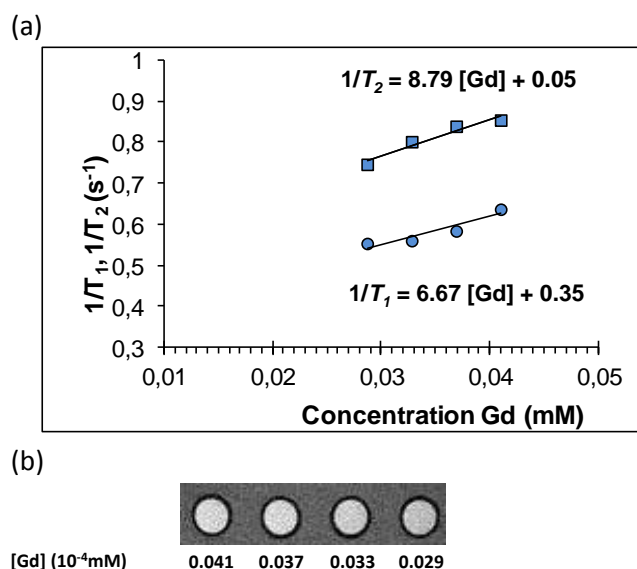 (a)
1/T₂ = 8.79 [Gd] + 0.05
1/T₁ = 6.67 [Gd] + 0.35
1/T₁, 1/T₂ (s⁻¹)
1
0,9
0,8
0,7
0,6
0,5
0,4
0,3
0,01 0,02 0,03 0,04 0,05
Concentration Gd (mM)
(b)
[Gd] (10⁻⁴mM) 0.041 0.037 0.033 0.029